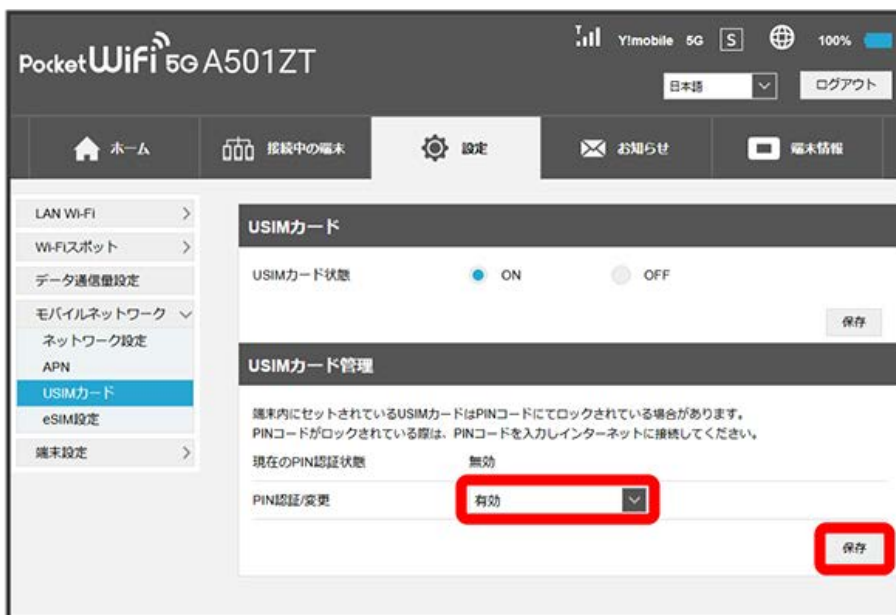 Pocket WiFi 5G A501ZT
Y!mobile 5G S 100%
日本語
ログアウト
ホーム
接続中の端末
設定
お知らせ
端末情報
LAN Wi-Fi
Wi-Fiスポット
データ通信量設定
モバイルネットワーク
ネットワーク設定
APN
USIMカード
eSIM設定
端末設定
USIMカード
USIMカード状態 ON OFF
保存
USIMカード管理
端末内にセットされているUSIMカードはPINコードにてロックされている場合があります。
PINコードがロックされている際は、PINコードを入力しインターネットに接続してください。
現在のPIN認証状態 無効
PIN認証/変更 有効
保存